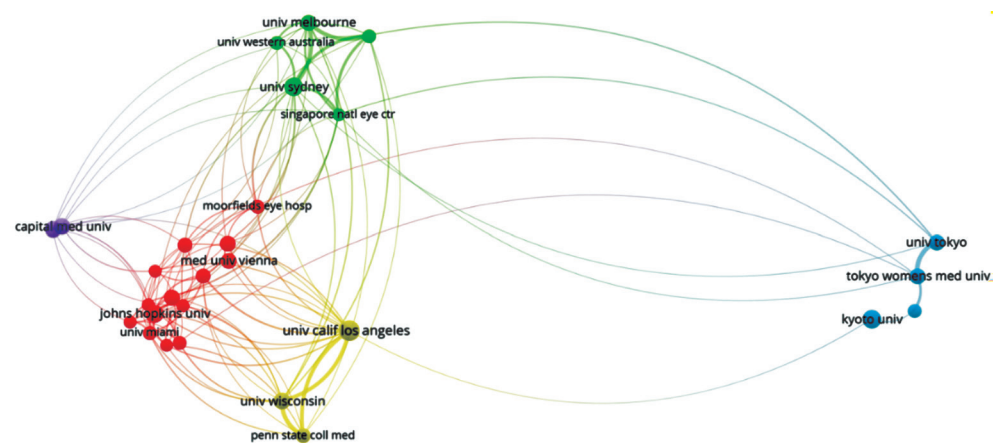 univ melbourne
univ western australia
univ sydney
singapore natl eye ctr
moorfields eye hosp
capital med univ
univ tokyo
med univ vienna
tokyo womens med univ.
johns hopkins univ
kyoto univ
univ miami
univ calif los angeles
univ wisconsin
penn state coll med